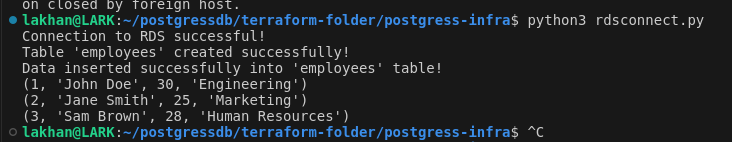 on closed by foreign host.
lakhan@LARK:~/postgressdb/terraform-folder/postgress-infra$ python3 rdsconnect.py
Connection to RDS successful!
Table 'employees' created successfully!
Data inserted successfully into 'employees' table!
(1, 'John Doe', 30, 'Engineering')
(2, 'Jane Smith', 25, 'Marketing')
(3, 'Sam Brown', 28, 'Human Resources')
lakhan@LARK:~/postgressdb/terraform-folder/postgress-infra$ ^C